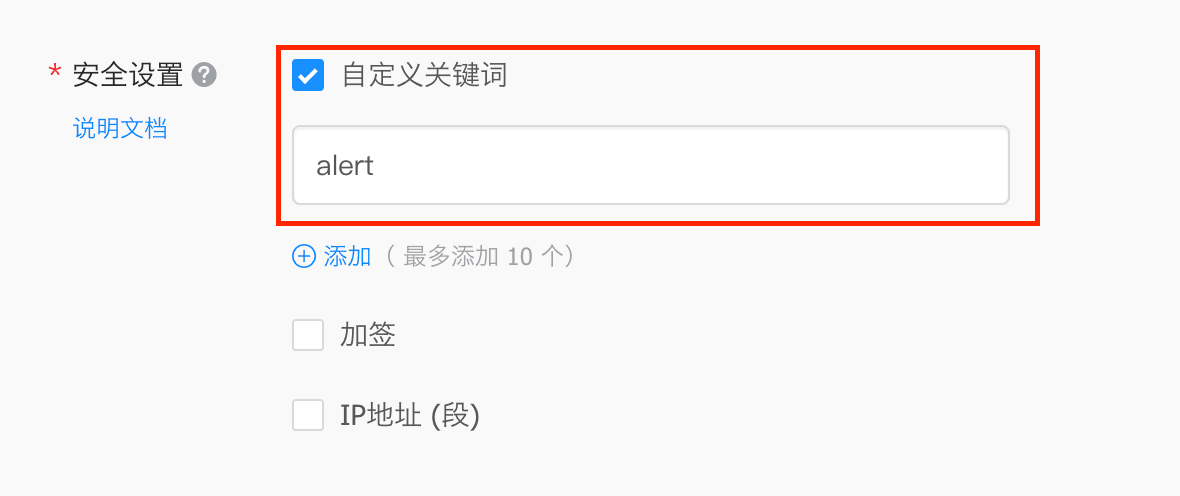 * 安全设置 ?
自定义关键词
说明文档
alert
添加（ 最多添加 10 个）
加签
IP地址 (段)